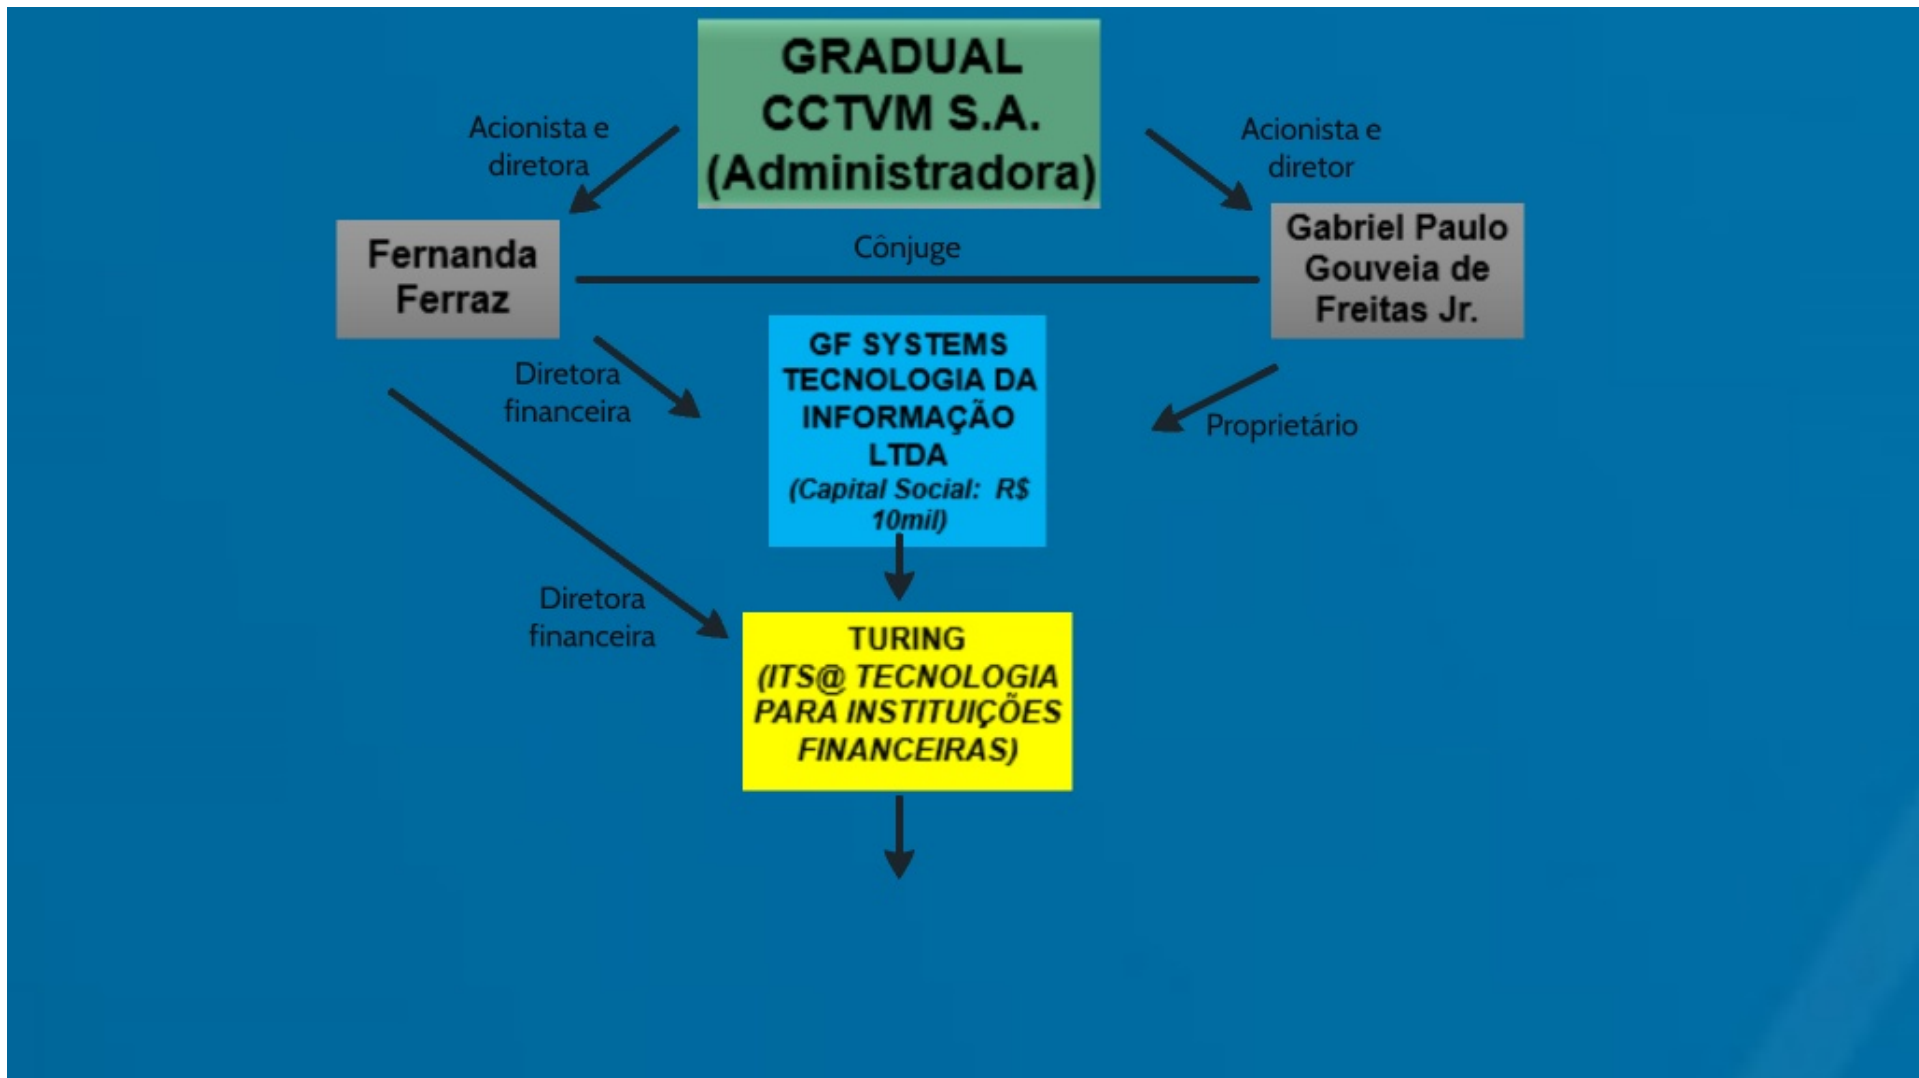 GRADUAL
CCTVM S.A.
(Administradora)
Acionista e
diretora
Acionista e
diretor
Fernanda
Ferraz
Cônjuge
Gabriel Paulo
Gouveia de
Freitas Jr.
Diretora
financeira
GF SYSTEMS
TECNOLOGIA DA
INFORMAÇÃO
LTDA
(Capital Social: R$
10mil)
Proprietário
Diretora
financeira
TURING
(ITS@ TECNOLOGIA
PARA INSTITUIÇÕES
FINANCEIRAS)